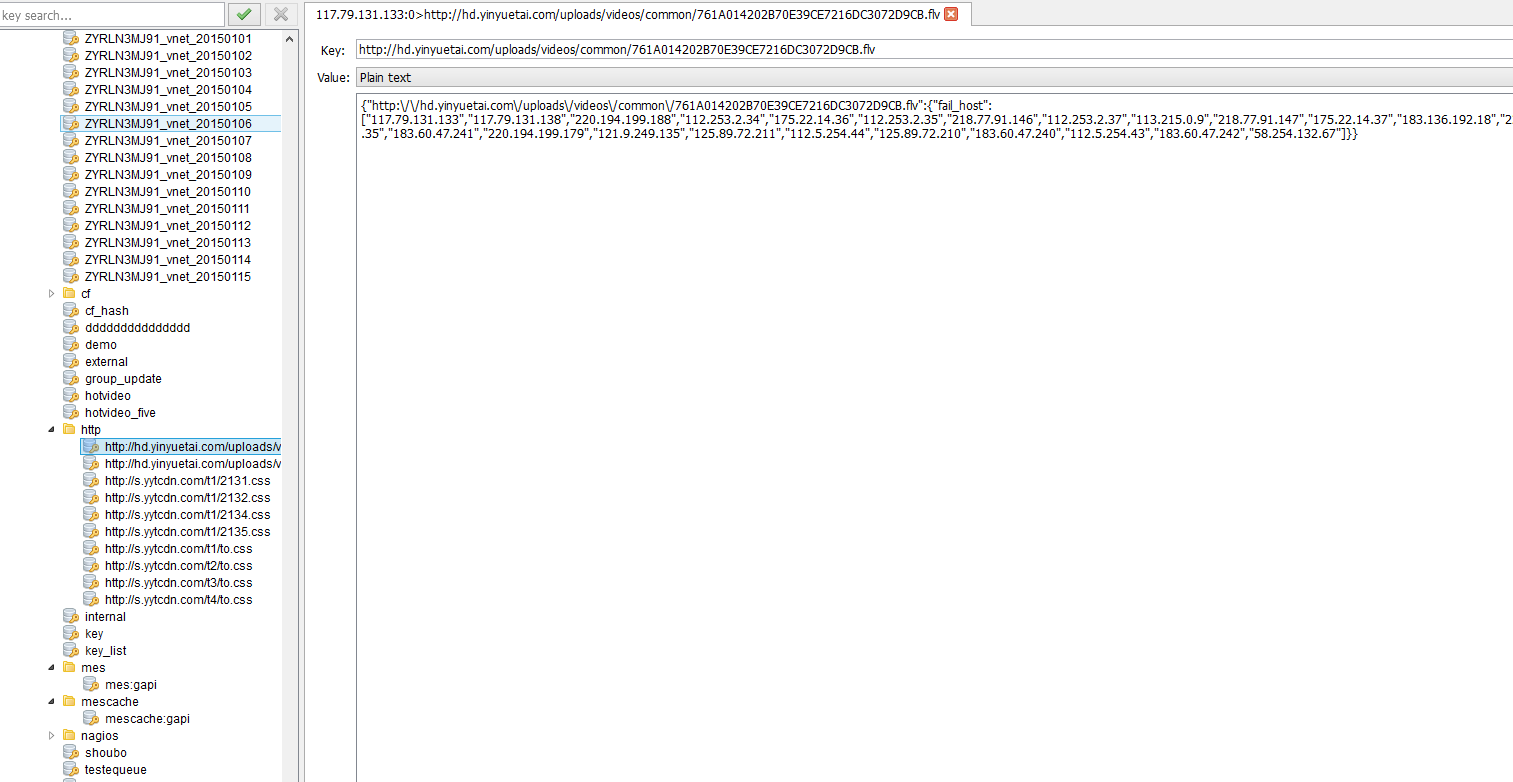 key search...
ZYRLN3MJ91_vnet_20150101
ZYRLN3MJ91_vnet_20150102
ZYRLN3MJ91_vnet_20150103
ZYRLN3MJ91_vnet_20150104
ZYRLN3MJ91_vnet_20150105
ZYRLN3MJ91_vnet_20150106
ZYRLN3MJ91_vnet_20150107
ZYRLN3MJ91_vnet_20150108
ZYRLN3MJ91_vnet_20150109
ZYRLN3MJ91_vnet_20150110
ZYRLN3MJ91_vnet_20150111
ZYRLN3MJ91_vnet_20150112
ZYRLN3MJ91_vnet_20150113
ZYRLN3MJ91_vnet_20150114
ZYRLN3MJ91_vnet_20150115
cf
cf_hash
ddddddddddddddd
demo
external
group_update
hotvideo
hotvideo_five
http
http://hd.yinyuetai.com/uploads/v
http://hd.yinyuetai.com/uploads/v
http://s.yytcdn.com/t1/2131.css
http://s.yytcdn.com/t1/2132.css
http://s.yytcdn.com/t1/2134.css
http://s.yytcdn.com/t1/2135.css
http://s.yytcdn.com/t1/to.css
http://s.yytcdn.com/t2/to.css
http://s.yytcdn.com/t3/to.css
http://s.yytcdn.com/t4/to.css
internal
key
key_list
mes
mes:gapi
mescache
mescache:gapi
nagios
shoubo
testequeue
117.79.131.133:0>http://hd.yinyuetai.com/uploads/videos/common/761A014202B70E39CE7216DC3072D9CB.flv
Key: http://hd.yinyuetai.com/uploads/videos/common/761A014202B70E39CE7216DC3072D9CB.flv
Value: Plain text
{"http:\/\/hd.yinyuetai.com\/uploads\/videos\/common\/761A014202B70E39CE7216DC3072D9CB.flv":{"fail_host":
["117.79.131.133","117.79.131.138","220.194.199.188","112.253.2.34","175.22.14.36","112.253.2.35","218.77.91.146","112.253.2.37","113.215.0.9","218.77.91.147","175.22.14.37","183.136.192.18","2
.35","183.60.47.241","220.194.199.179","121.9.249.135","125.89.72.211","112.5.254.44","125.89.72.210","183.60.47.240","112.5.254.43","183.60.47.242","58.254.132.67"]}}